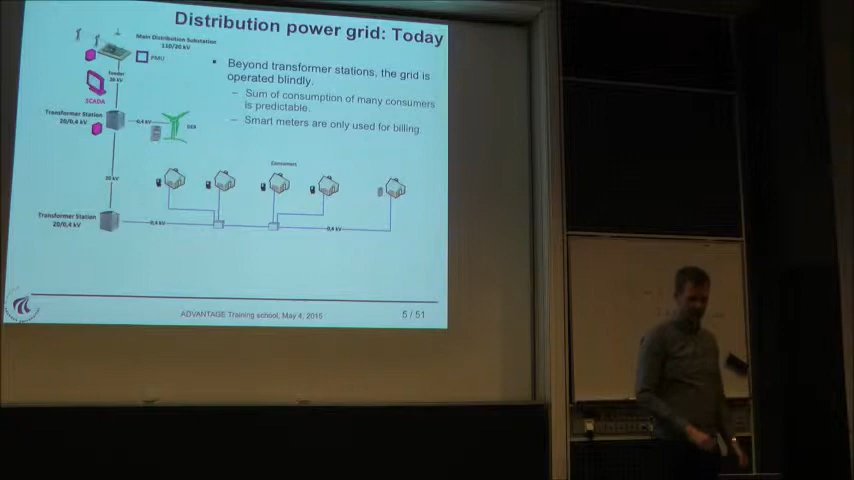 Distribution power grid: Today
Main Distribution Substation
110/20 kV
PMU
Feeder
20 kV
SCADA
Transformer Station
20/0,4 kV
0,4 kV
DER
20 kV
Consumers
Transformer Station
20/0,4 kV
0,4 kV
0,4 kV
Beyond transformer stations, the grid is
operated blindly.
– Sum of consumption of many consumers
is predictable.
– Smart meters are only used for billing.
ADVANTAGE Training school, May 4, 2015
5 / 51